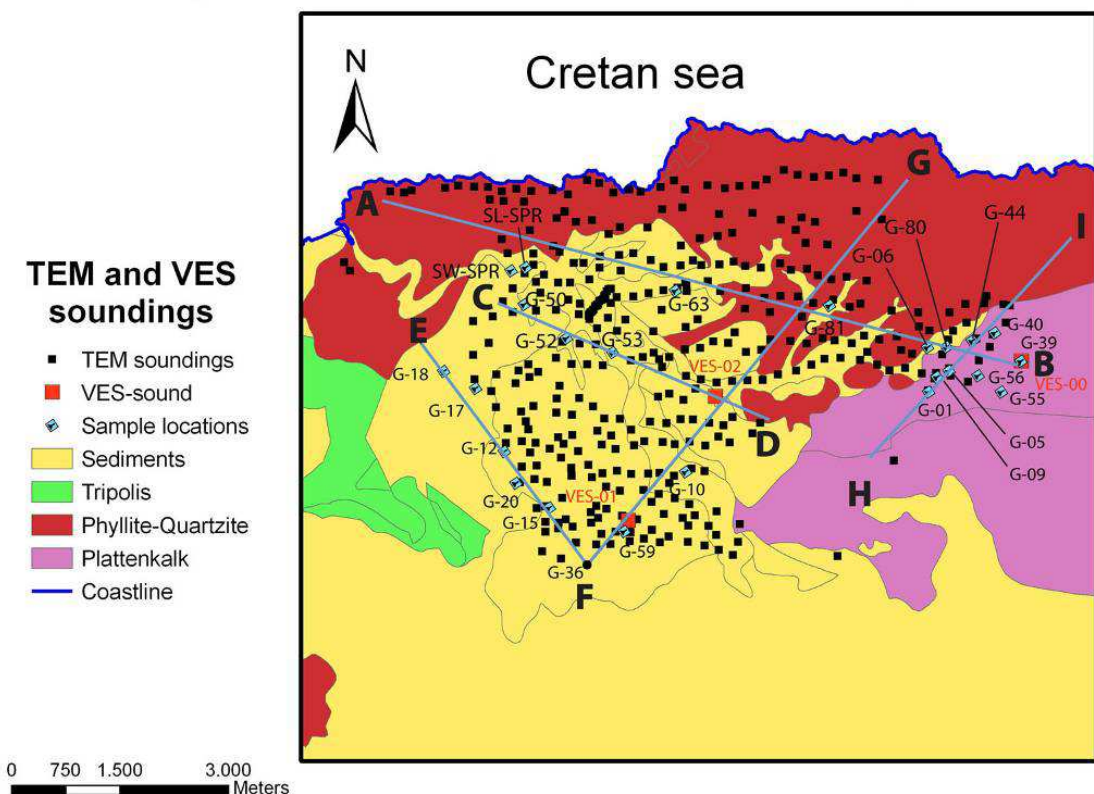 Cretan sea
N
G
A
SL-SPR
G-44
G-80
I
G-06
SW-SPR
C
G-50
G-63
G-81
G-40
E
G-52
G-53
G-39
B
VES-02
G-18
G-56
VES-00
G-17
G-01
G-55
D
G-05
G-12
G-09
G-10
G-20
VES-01
H
G-15
G-59
G-36
F
TEM and VES
soundings
TEM soundings
VES-sound
Sample locations
Sediments
Tripolis
Phyllite-Quartzite
Plattenkalk
Coastline
0 750 1.500 3.000
Meters